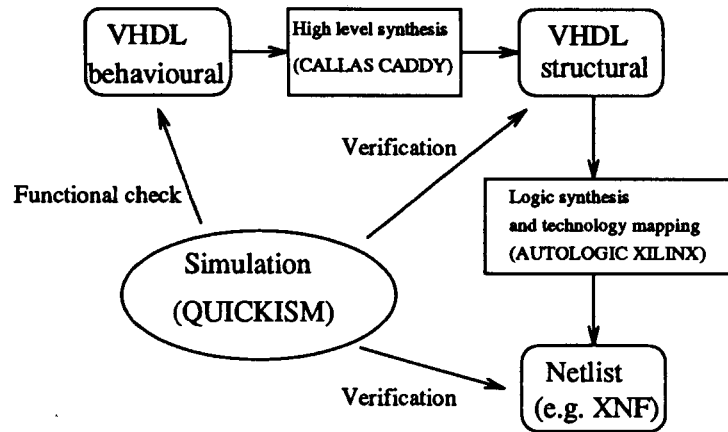 VHDL
behavioural
High level synthesis
(CALLAS CADDY)
VHDL
structural
Verification
Functional check
Logic synthesis
and technology mapping
(AUTOLOGIC XILINX)
Simulation
(QUICKISM)
Verification
Netlist
(e.g. XNF)